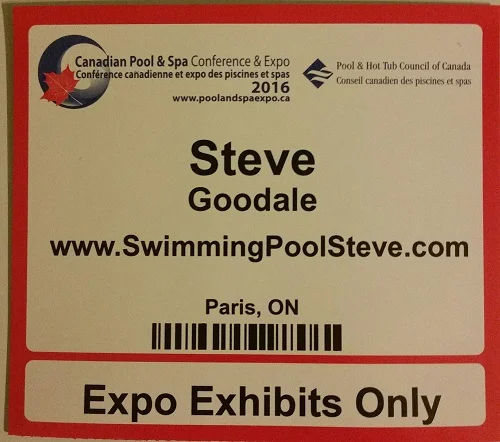 Canadian Pool & Spa Conference & Expo
Conférence canadienne et expo des piscines et spas
2016
www.poolandspaexpo.ca
Pool & Hot Tub Council of Canada
Conseil canadien des piscines et spas
Steve
Goodale
www.SwimmingPoolSteve.com
Paris, ON
Expo Exhibits Only